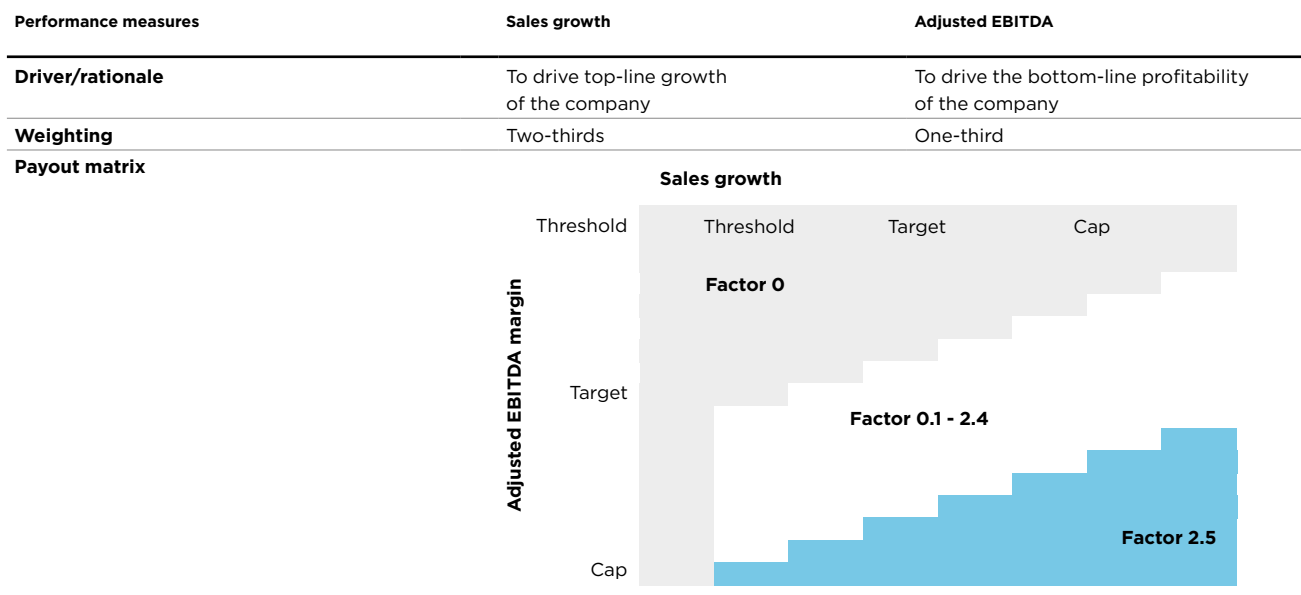 Performance measures Sales growth Adjusted EBITDA
Driver/rationale To drive top-line growth To drive the bottom-line profitability
of the company of the company
Weighting Two-thirds One-third
Payout matrix
Sales growth
Threshold Threshold Target Cap
Factor 0
Adjusted EBITDA margin
Target
Factor 0.1 - 2.4
Factor 2.5
Cap